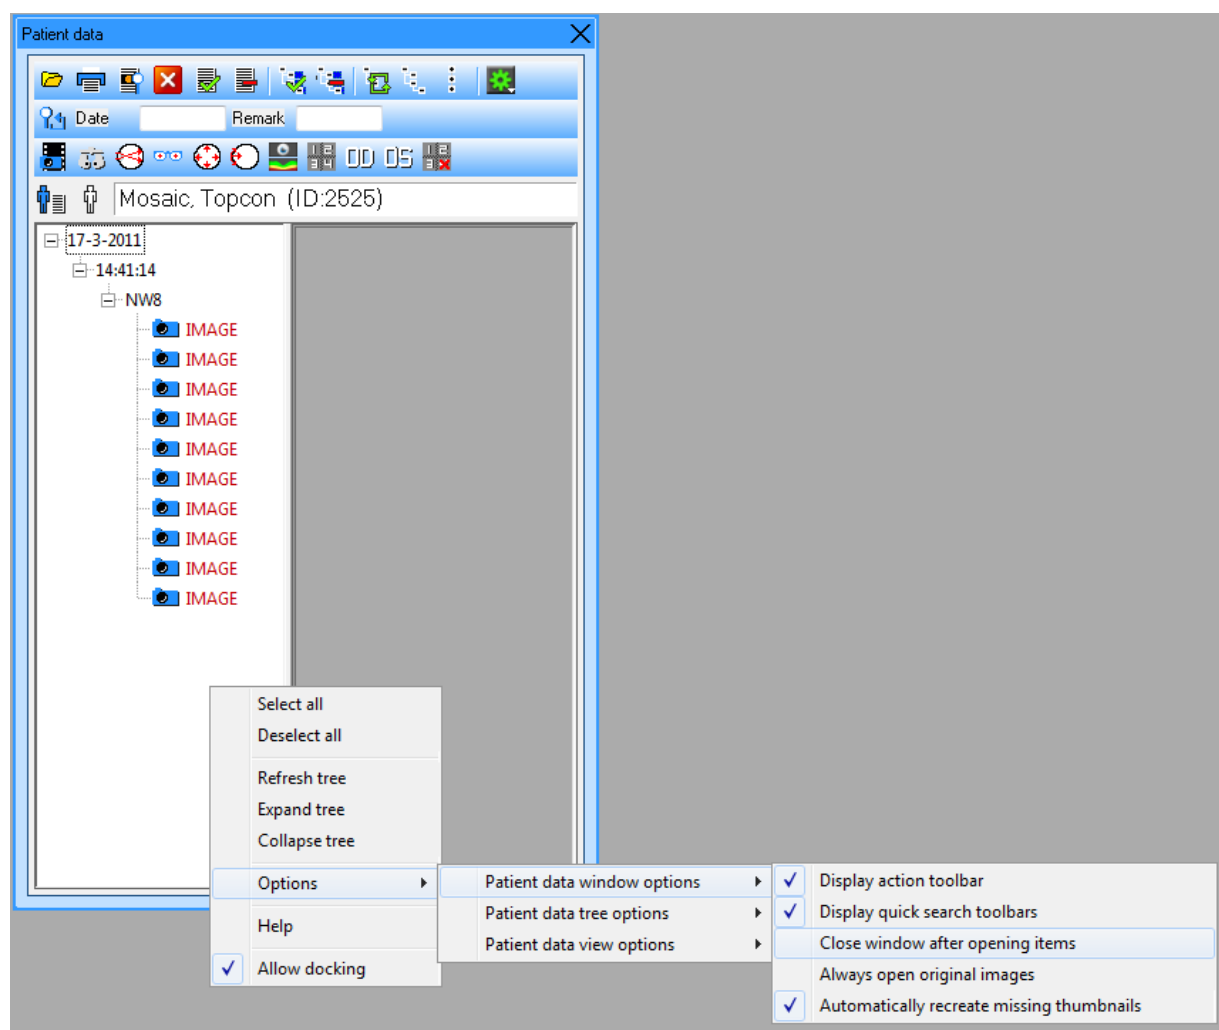 Patient data
Date Remark
OD OS
Mosaic, Topcon (ID:2525)
17-3-2011
14:41:14
NW8
IMAGE
IMAGE
IMAGE
IMAGE
IMAGE
IMAGE
IMAGE
IMAGE
IMAGE
IMAGE
Select all
Deselect all
Refresh tree
Expand tree
Collapse tree
Options
Help
Allow docking
Patient data window options
Patient data tree options
Patient data view options
Display action toolbar
Display quick search toolbars
Close window after opening items
Always open original images
Automatically recreate missing thumbnails